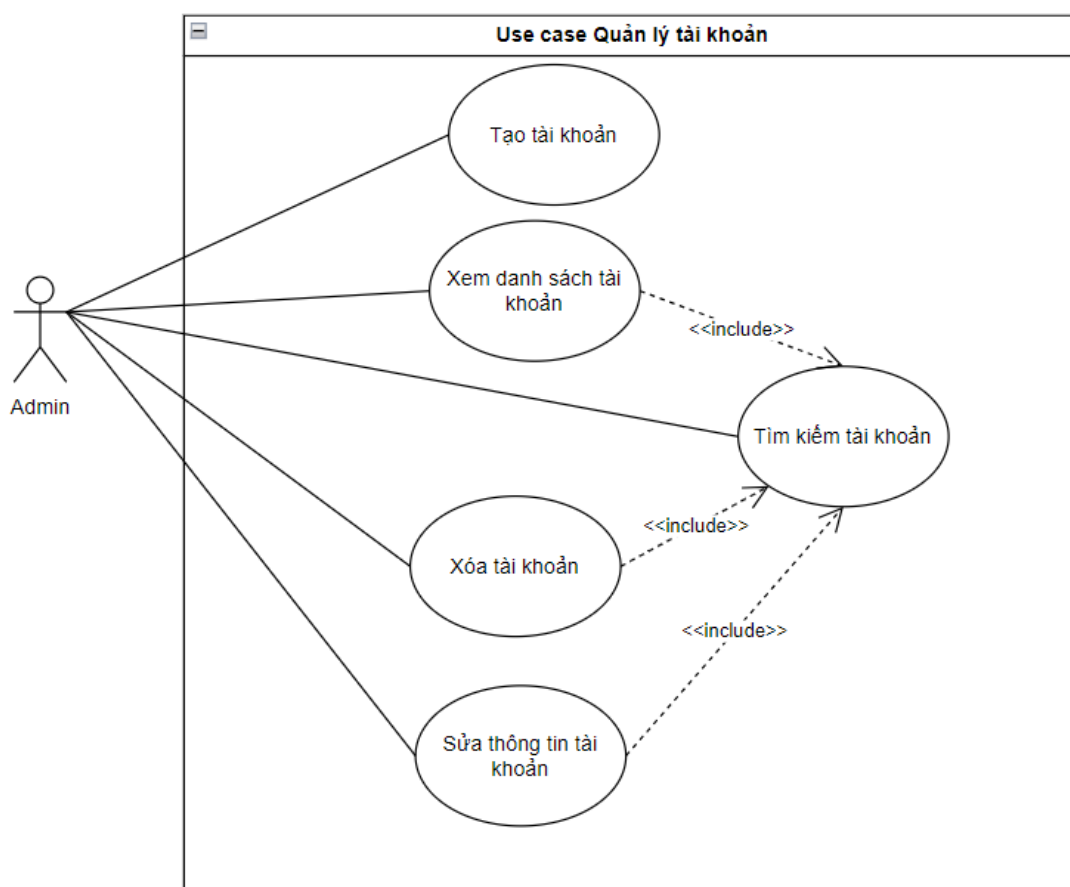 Use case Quản lý tài khoản
Tạo tài khoản
Xem danh sách tài
khoản
<<include>>
Admin
Tìm kiếm tài khoản
<<include>>
Xóa tài khoản
<<include>>
Sửa thông tin tài
khoản